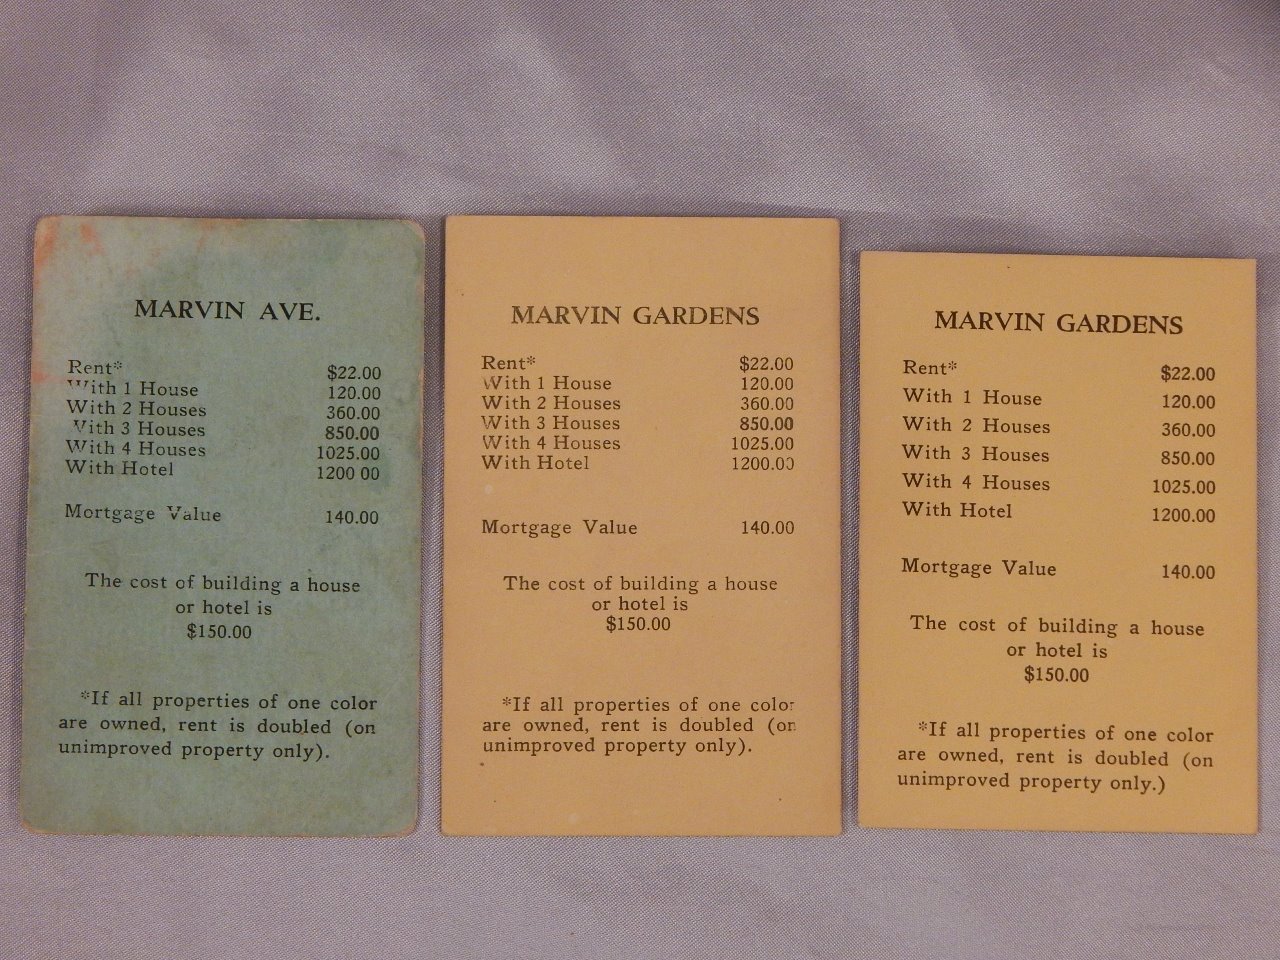 MARVIN AVE.
Rent* $22.00
With 1 House 120.00
With 2 Houses 360.00
With 3 Houses 850.00
With 4 Houses 1025.00
With Hotel 1200 00
Mortgage Value 140.00
The cost of building a house
or hotel is
$150.00
*If all properties of one color
are owned, rent is doubled (on
unimproved property only).
MARVIN GARDENS
Rent* $22.00
With 1 House 120.00
With 2 Houses 360.00
With 3 Houses 850.00
With 4 Houses 1025.00
With Hotel 1200.00
Mortgage Value 140.00
The cost of building a house
or hotel is
$150.00
*If all properties of one color
are owned, rent is doubled (on
unimproved property only).
MARVIN GARDENS
Rent* $22.00
With 1 House 120.00
With 2 Houses 360.00
With 3 Houses 850.00
With 4 Houses 1025.00
With Hotel 1200.00
Mortgage Value 140.00
The cost of building a house
or hotel is
$150.00
*If all properties of one color
are owned, rent is doubled (on
unimproved property only.)